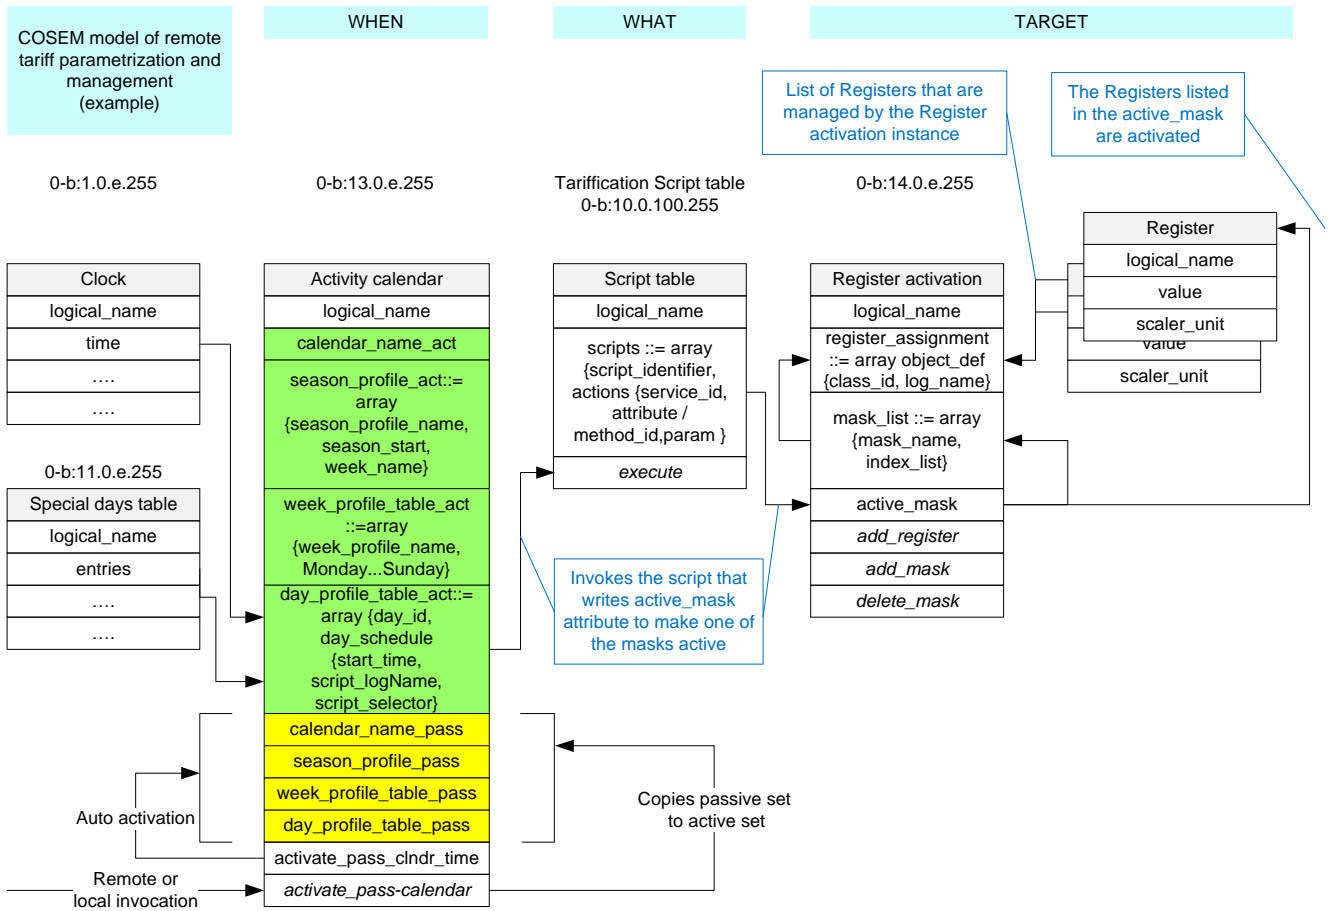 COSEM model of remote
tariff parametrization and
management
(example)
WHEN
WHAT
TARGET
List of Registers that are
managed by the Register
activation instance
The Registers listed
in the active_mask
are activated
0-b:1.0.e.255
0-b:13.0.e.255
Tariffication Script table
0-b:10.0.100.255
0-b:14.0.e.255
Clock
logical_name
time
….
….
0-b:11.0.e.255
Special days table
logical_name
entries
….
….
Activity calendar
logical_name
calendar_name_act
season_profile_act::=
array
{season_profile_name,
season_start,
week_name}
week_profile_table_act
::=array
{week_profile_name,
Monday...Sunday}
day_profile_table_act::=
array {day_id,
day_schedule
{start_time,
script_logName,
script_selector}
calendar_name_pass
season_profile_pass
week_profile_table_pass
day_profile_table_pass
activate_pass_clndr_time
activate_pass-calendar
Auto activation
Remote or
local invocation
Copies passive set
to active set
Script table
logical_name
scripts ::= array
{script_identifier,
actions {service_id,
attribute /
method_id,param }
execute
Invokes the script that
writes active_mask
attribute to make one of
the masks active
Register activation
logical_name
register_assignment
::= array object_def
{class_id, log_name}
mask_list ::= array
{mask_name,
index_list}
active_mask
add_register
add_mask
delete_mask
Register
logical_name
value
scaler_unit
value
scaler_unit